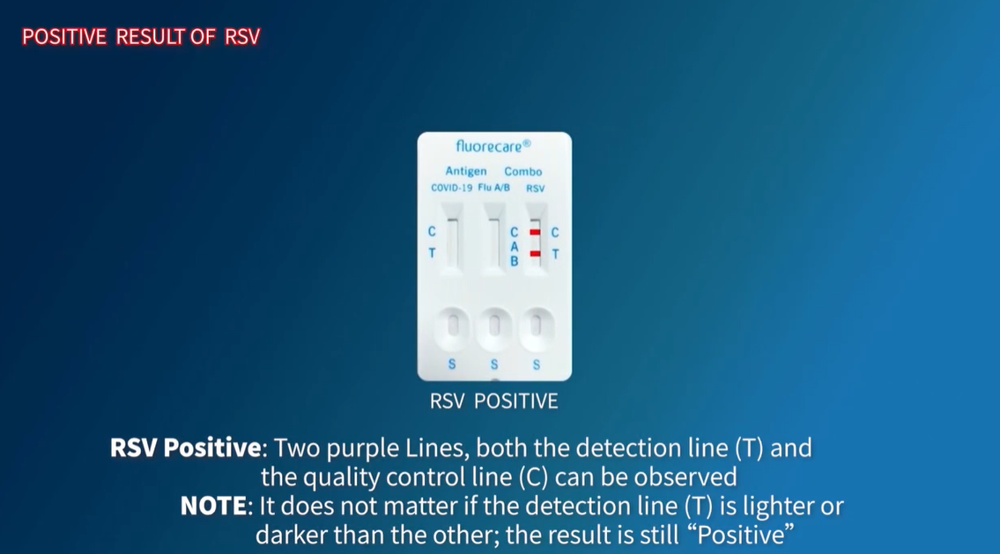 POSITIVE RESULT OF RSV
fluorecare®
Antigen Combo
COVID-19 Flu A/B RSV
C C C
A
T T
B
S S S
RSV POSITIVE
RSV Positive: Two purple Lines, both the detection line (T) and
the quality control line (C) can be observed
NOTE: It does not matter if the detection line (T) is lighter or
darker than the other; the result is still “Positive”